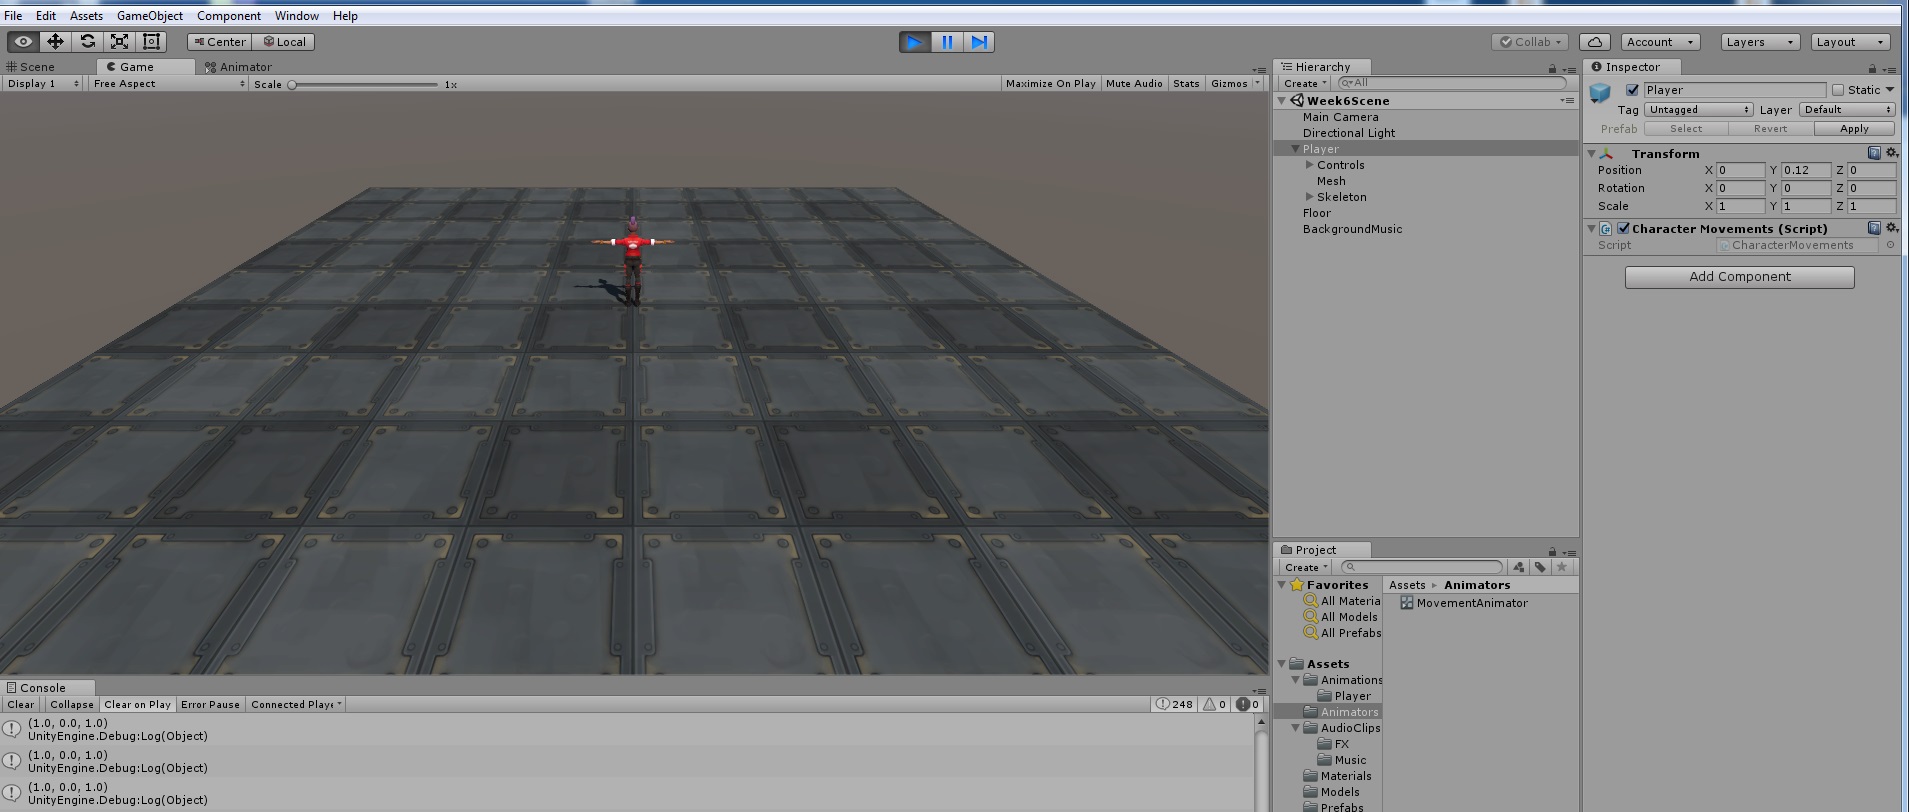 File Edit Assets GameObject Component Window Help
Center Local Collab Account Layers Layout
Scene Game Animator
Display 1 Free Aspect Scale 1x Maximize On Play Mute Audio Stats Gizmos
Hierarchy
Create All
Week6Scene
Main Camera
Directional Light
Player
Controls
Mesh
Skeleton
Floor
BackgroundMusic
Inspector
Player Static
Tag Untagged Layer Default
Prefab Select Revert Apply
Transform
Position X 0 Y 0.12 Z 0
Rotation X 0 Y 0 Z 0
Scale X 1 Y 1 Z 1
Character Movements (Script)
Script CharacterMovements
Add Component
Project
Create
Favorites
All Materia
All Models
All Prefabs
Assets
Animations
Player
Animators
AudioClips
FX
Music
Materials
Models
Prefabs
Assets Animators
MovementAnimator
Console
Clear Collapse Clear on Play Error Pause Connected Playe 248 0 0
(1.0, 0.0, 1.0)
UnityEngine.Debug:Log(Object)
(1.0, 0.0, 1.0)
UnityEngine.Debug:Log(Object)
(1.0, 0.0, 1.0)
UnityEngine.Debug:Log(Object)